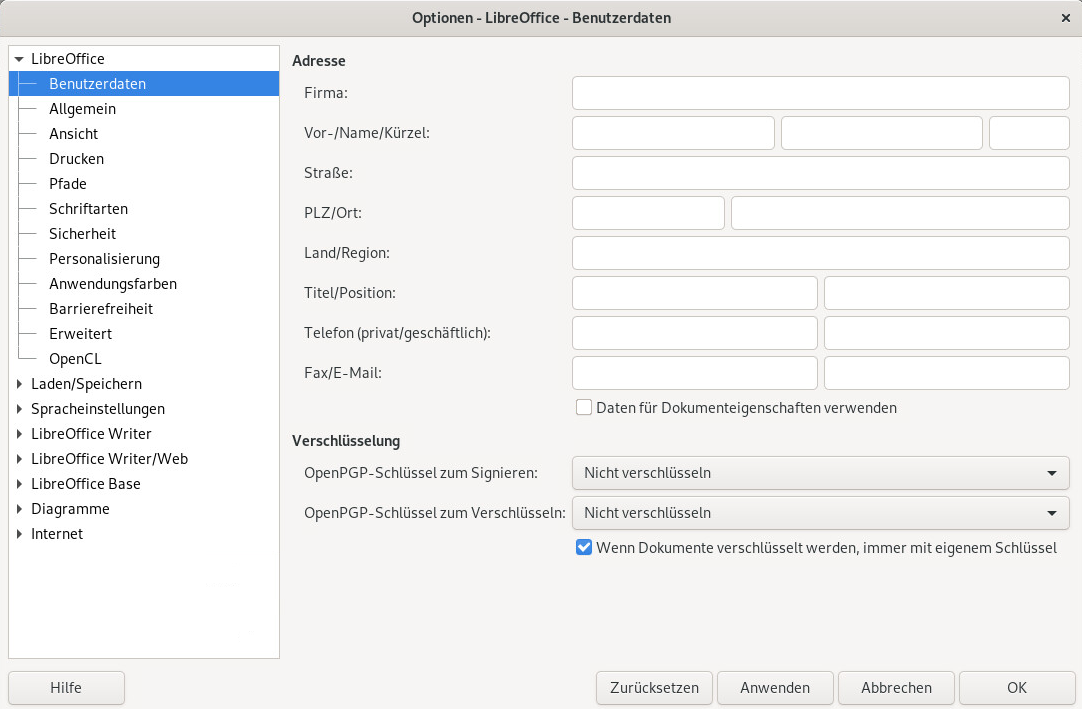 Optionen - LibreOffice - Benutzerdaten
LibreOffice
Benutzerdaten
Allgemein
Ansicht
Drucken
Pfade
Schriftarten
Sicherheit
Personalisierung
Anwendungsfarben
Barrierefreiheit
Erweitert
OpenCL
Laden/Speichern
Spracheinstellungen
LibreOffice Writer
LibreOffice Writer/Web
LibreOffice Base
Diagramme
Internet
Adresse
Firma:
Vor-/Name/Kürzel:
Straße:
PLZ/Ort:
Land/Region:
Titel/Position:
Telefon (privat/geschäftlich):
Fax/E-Mail:
Daten für Dokumenteigenschaften verwenden
Verschlüsselung
OpenPGP-Schlüssel zum Signieren: Nicht verschlüsseln
OpenPGP-Schlüssel zum Verschlüsseln: Nicht verschlüsseln
Wenn Dokumente verschlüsselt werden, immer mit eigenem Schlüssel
Hilfe Zurücksetzen Anwenden Abbrechen OK